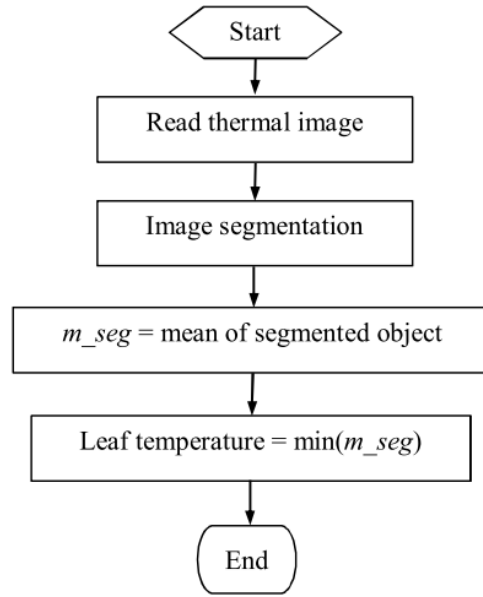 Start
Read thermal image
Image segmentation
m_seg = mean of segmented object
Leaf temperature = min(m_seg)
End